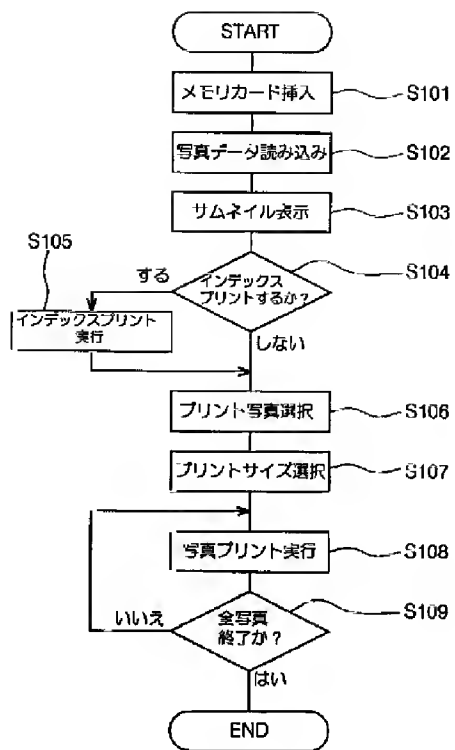 START
メモリカード挿入
S101
写真データ読み込み
S102
サムネイル表示
S103
S105
する
インデックス
プリントするか?
S104
インデックスプリント
実行
しない
プリント写真選択
S106
プリントサイズ選択
S107
写真プリント実行
S108
いいえ
全写真
終了か?
S109
はい
END